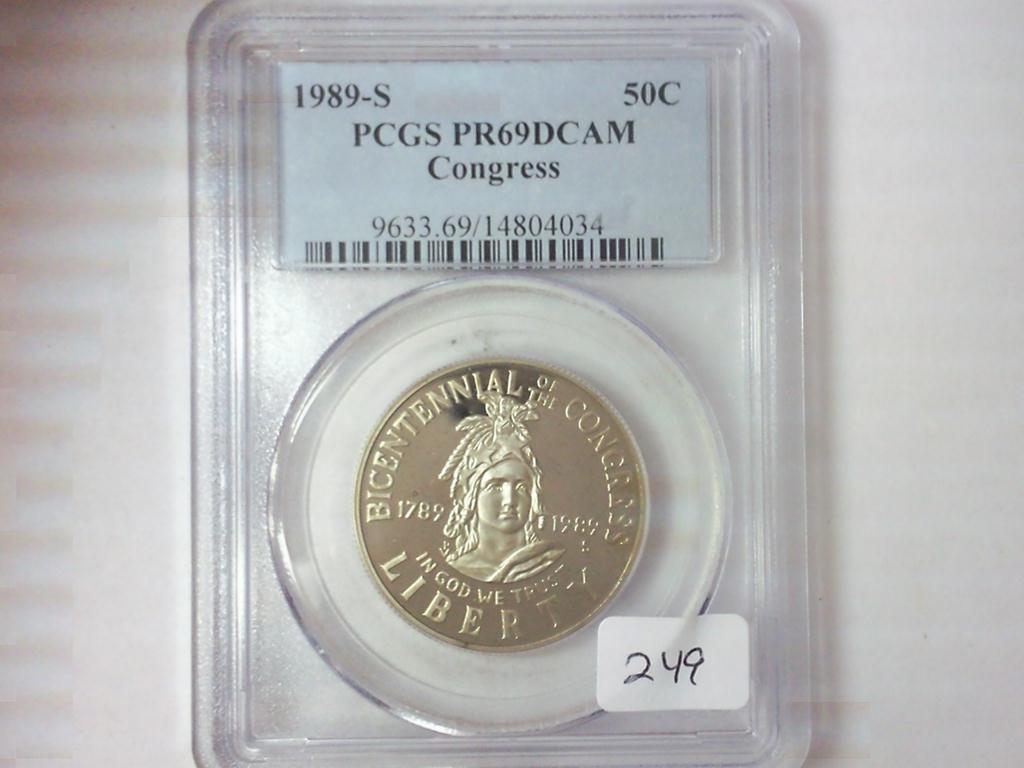 1989-S 50C
PCGS PR69DCAM
Congress
9633.69/14804034
BICENTENNIAL OF THE CONGRESS
1789 1989
S
IN GOD WE TRUST
LIBERTY
249